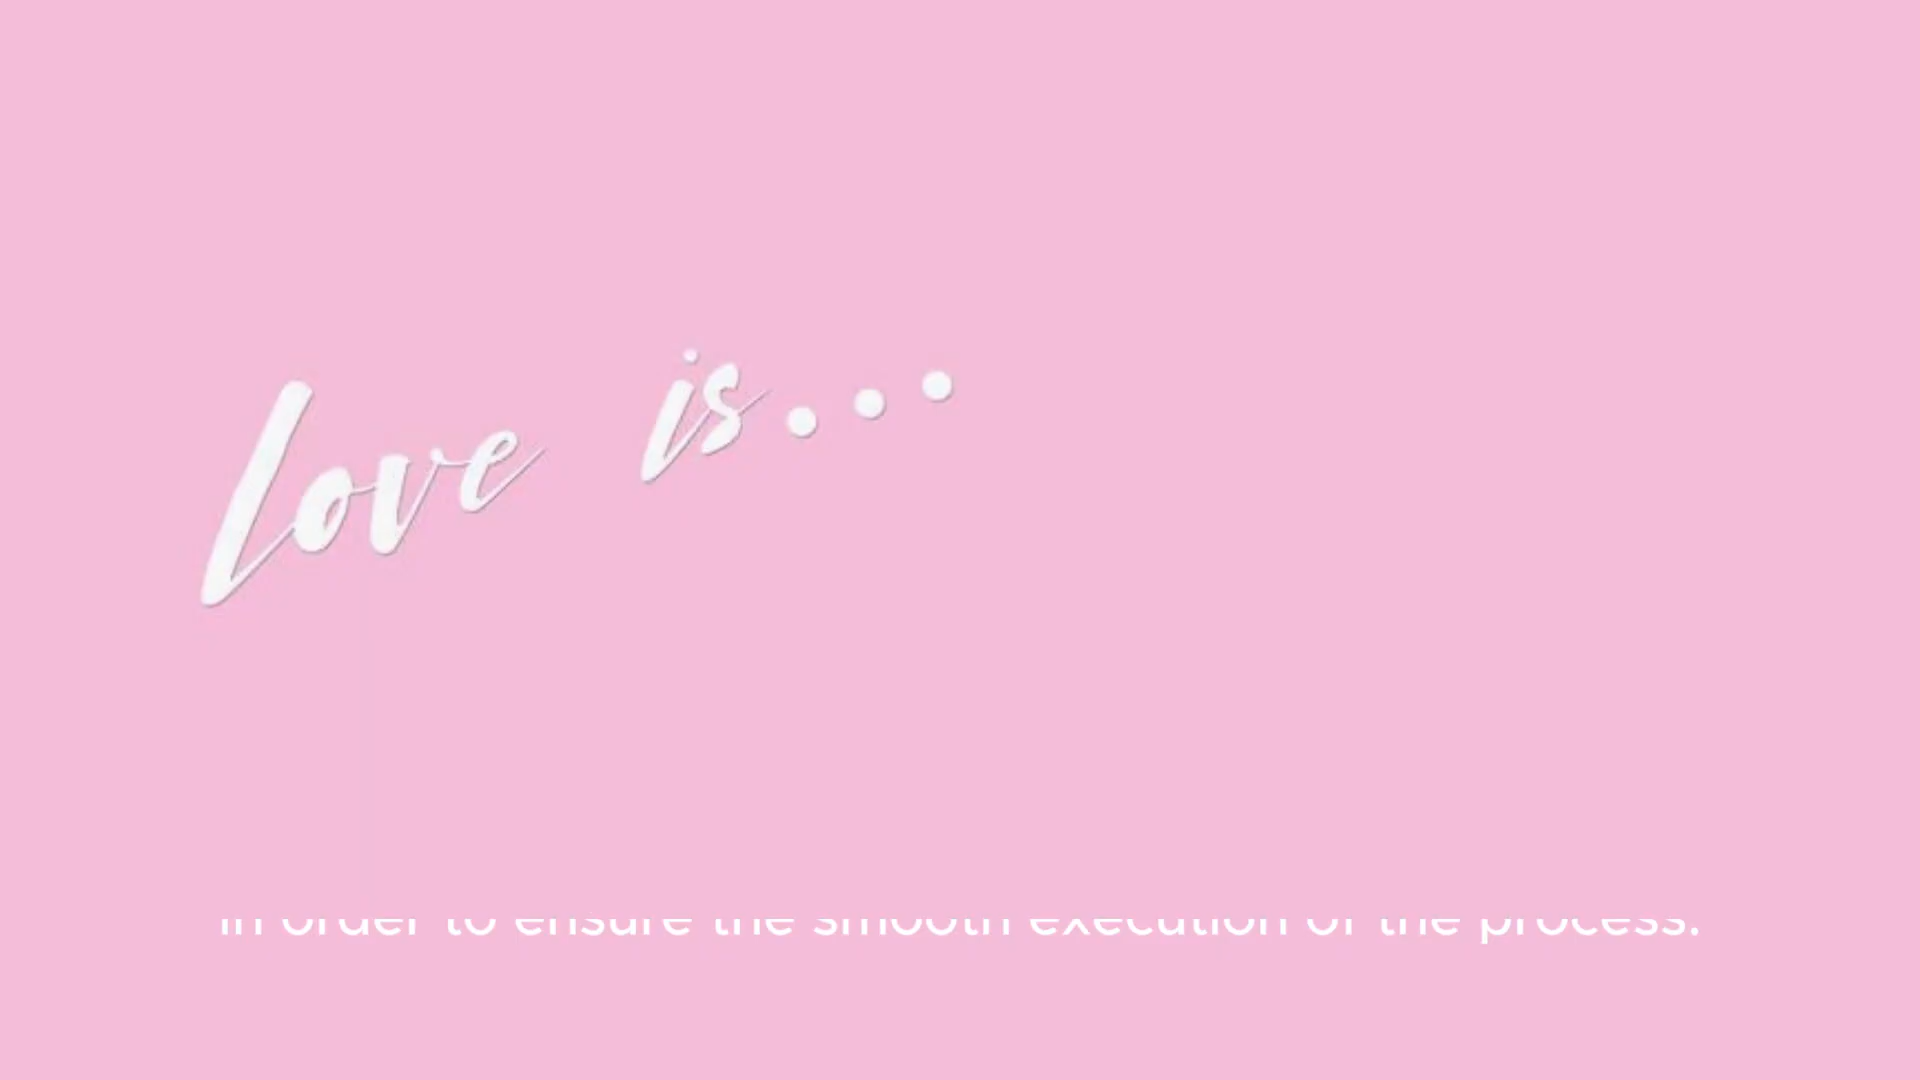 Love is...
in order to ensure the smooth execution of the process.